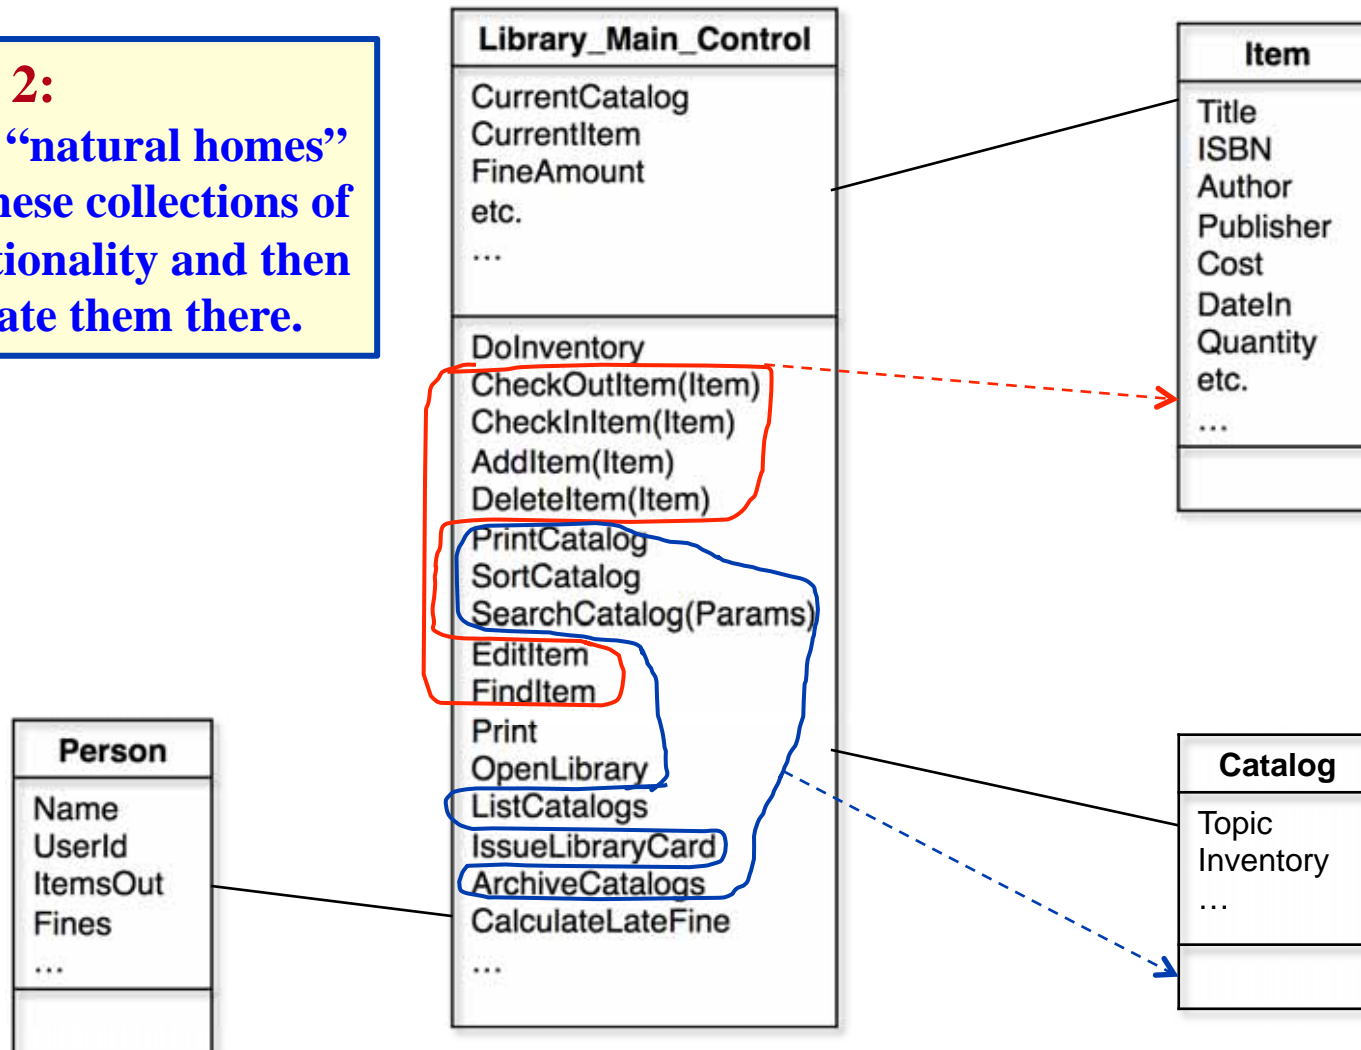 2:
“natural homes”
hese collections of
tionality and then
ate them there.
Library_Main_Control
CurrentCatalog
CurrentItem
FineAmount
etc.
...
DoInventory
CheckOutItem(Item)
CheckInItem(Item)
AddItem(Item)
DeleteItem(Item)
PrintCatalog
SortCatalog
SearchCatalog(Params)
EditItem
FindItem
Print
OpenLibrary
ListCatalogs
IssueLibraryCard
ArchiveCatalogs
CalculateLateFine
...
Item
Title
ISBN
Author
Publisher
Cost
DateIn
Quantity
etc.
...
Person
Name
UserId
ItemsOut
Fines
...
Catalog
Topic
Inventory
...